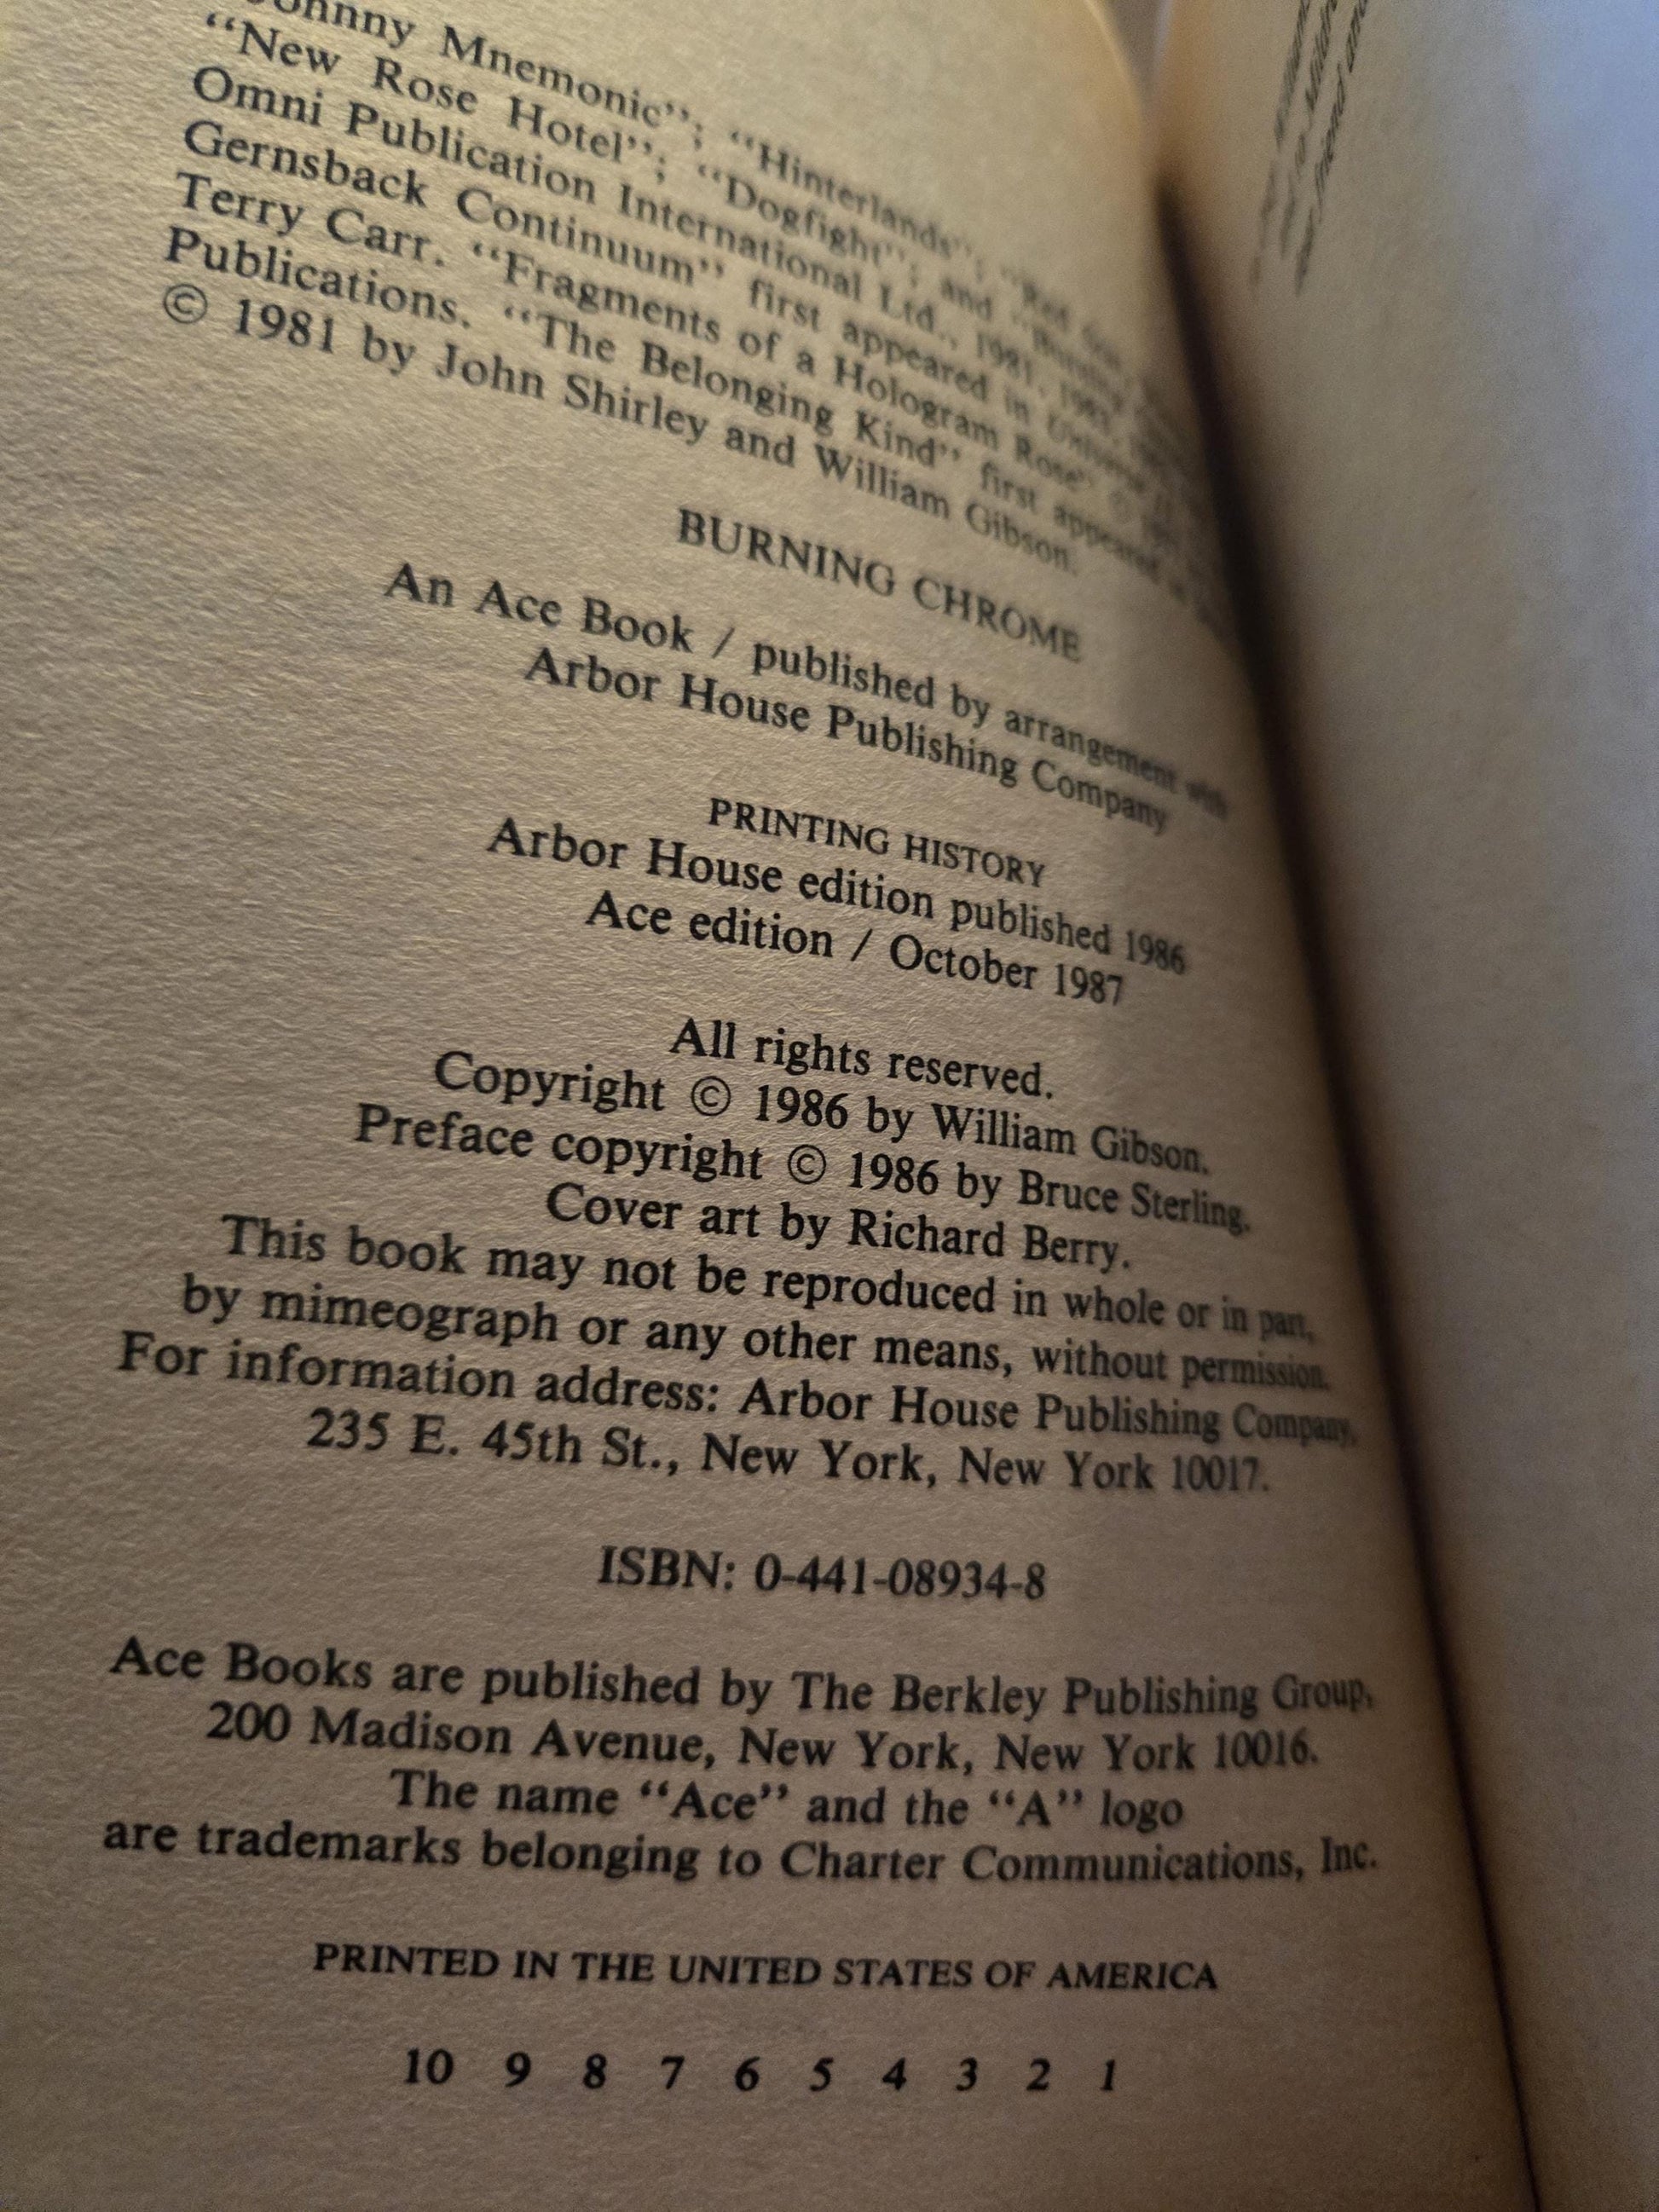 Johnny Mnemonic”; “Hinterlands”; “Red
“New Rose Hotel”; “Dogfight”; and “Burning
Omni Publication International Ltd., 1981, 1983,
Gernsback Continuum” first appeared in Universe
Terry Carr. “Fragments of a Hologram Rose” ©
Publications. “The Belonging Kind” first appeared
© 1981 by John Shirley and William Gibson.
BURNING CHROME
An Ace Book / published by arrangement with
Arbor House Publishing Company
PRINTING HISTORY
Arbor House edition published 1986
Ace edition / October 1987
All rights reserved.
Copyright © 1986 by William Gibson.
Preface copyright © 1986 by Bruce Sterling.
Cover art by Richard Berry.
This book may not be reproduced in whole or in part,
by mimeograph or any other means, without permission.
For information address: Arbor House Publishing Company,
235 E. 45th St., New York, New York 10017.
ISBN: 0-441-08934-8
Ace Books are published by The Berkley Publishing Group,
200 Madison Avenue, New York, New York 10016.
The name “Ace” and the “A” logo
are trademarks belonging to Charter Communications, Inc.
PRINTED IN THE UNITED STATES OF AMERICA
10 9 8 7 6 5 4 3 2 1